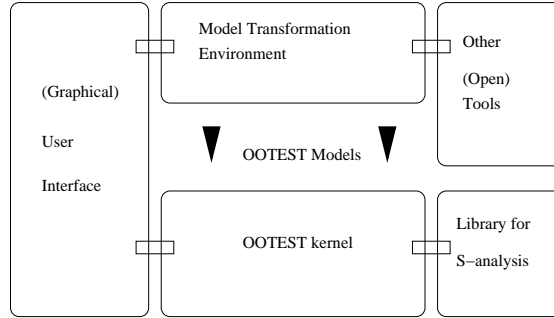 (Graphical)
User
Interface
Model Transformation
Environment
Other
(Open)
Tools
OOTEST Models
OOTEST kernel
Library for
S−analysis